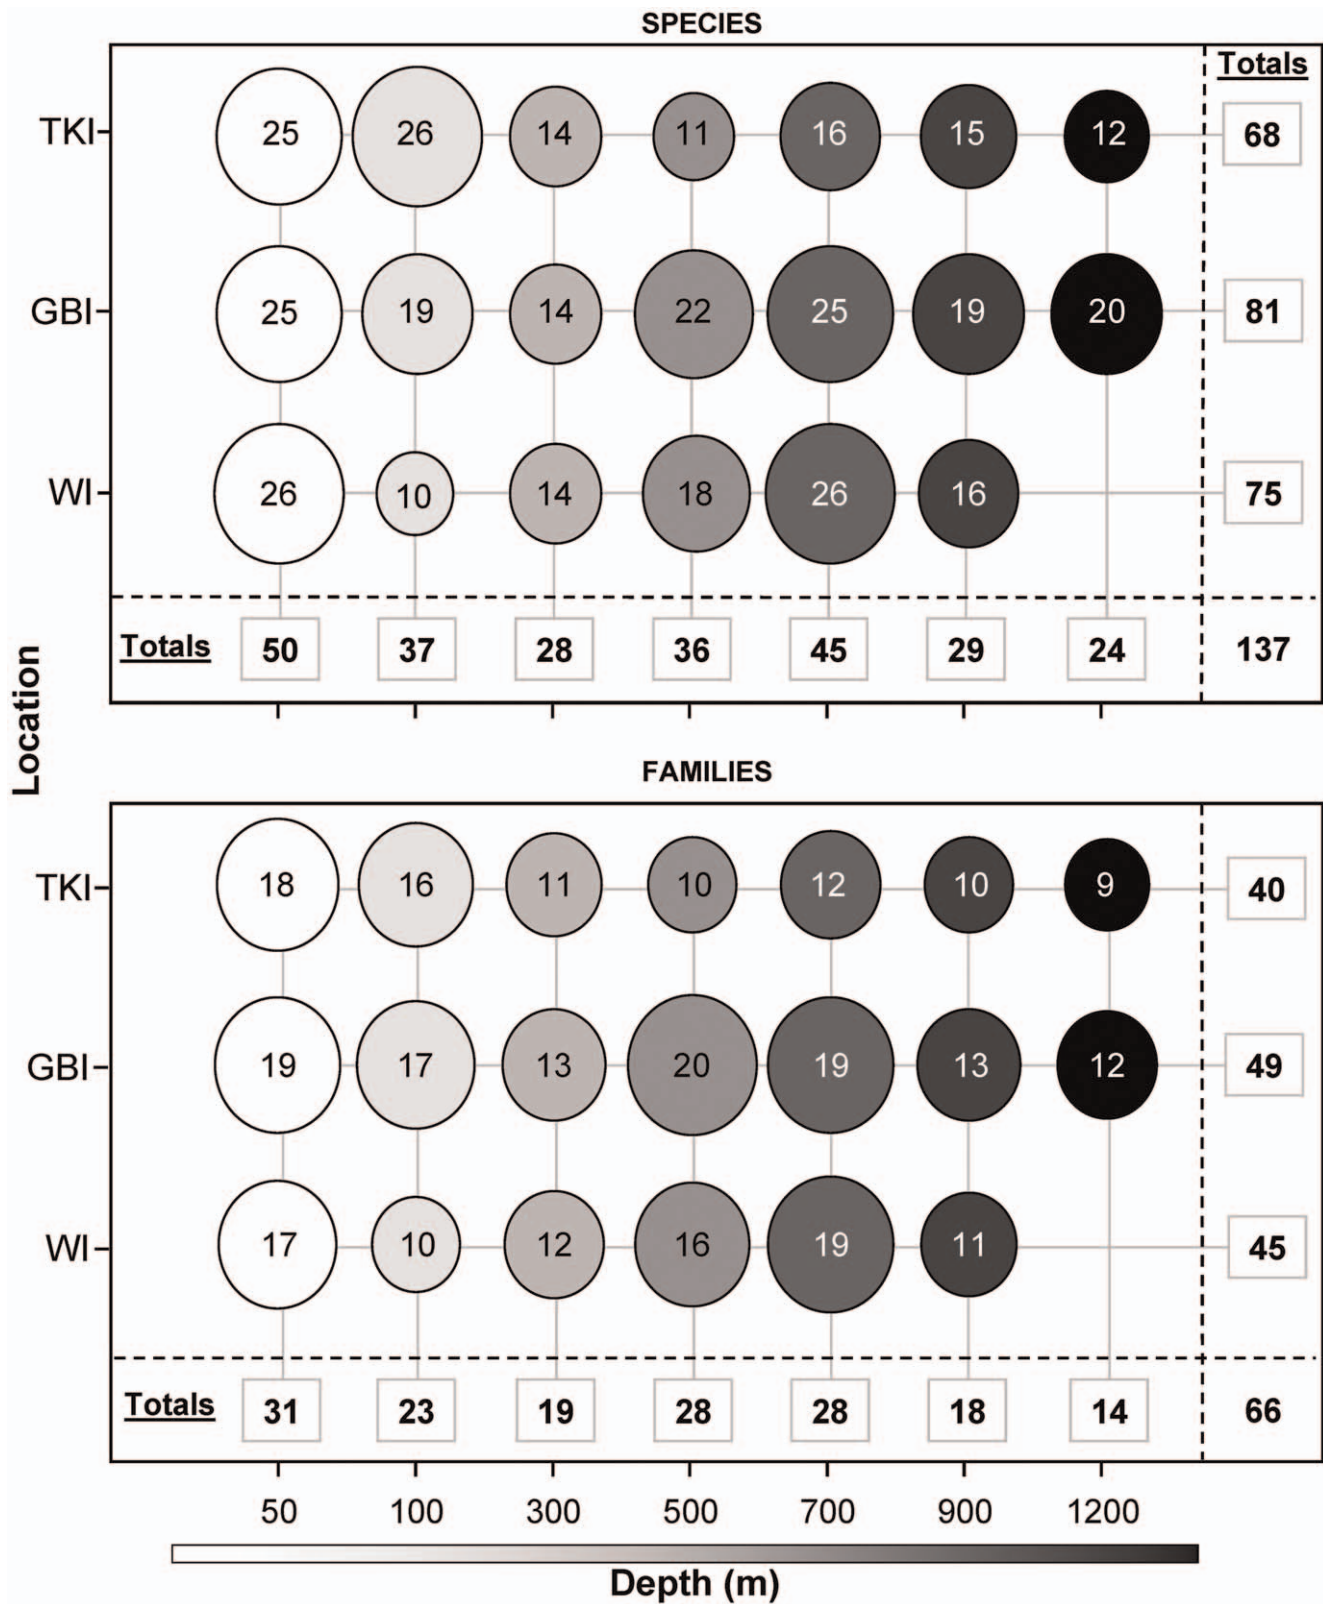 SPECIES
Totals
TKI 25 26 14 11 16 15 12 68
GBI 25 19 14 22 25 19 20 81
WI 26 10 14 18 26 16 75
Totals 50 37 28 36 45 29 24 137
Location
FAMILIES
TKI 18 16 11 10 12 10 9 40
GBI 19 17 13 20 19 13 12 49
WI 17 10 12 16 19 11 45
Totals 31 23 19 28 28 18 14 66
50 100 300 500 700 900 1200
Depth (m)